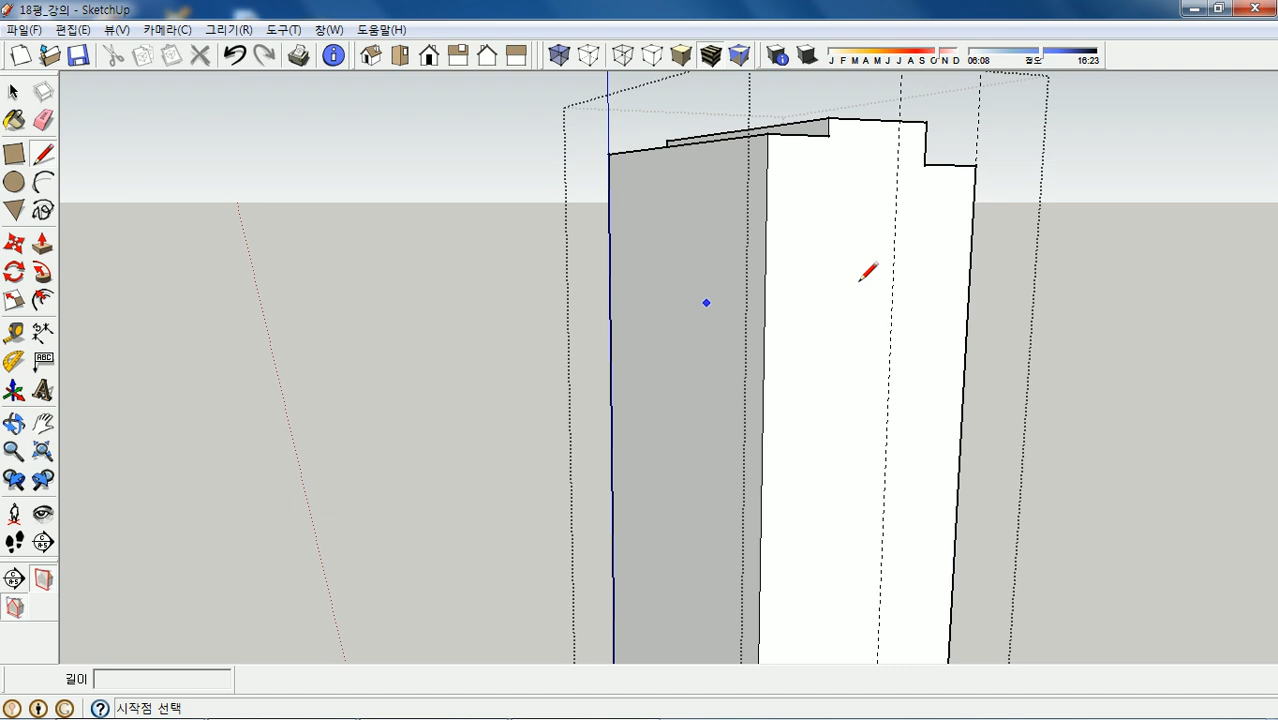 18평_강의 - SketchUp
파일(F) 편집(E) 뷰(V) 카메라(C) 그리기(R) 도구(T) 창(W) 도움말(H)
J F M A M J J A S O N D 06:08 정오 16:23
ABC
길이
시작점 선택